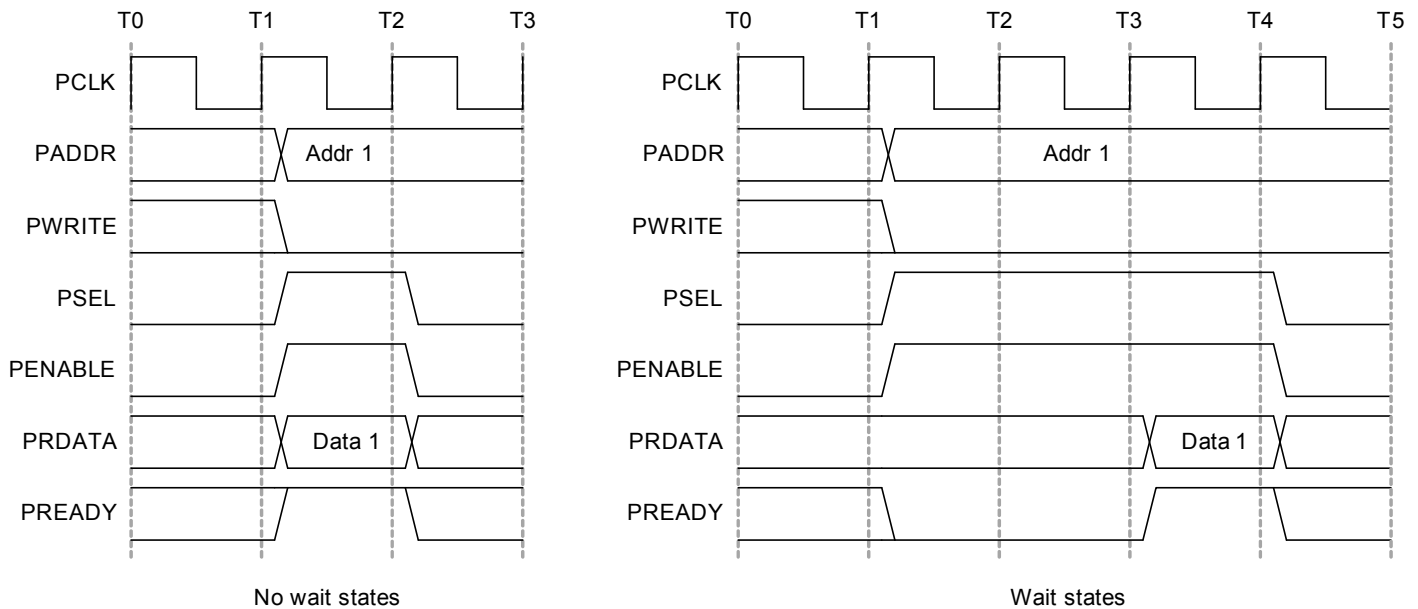 T0 T1 T2 T3
PCLK
PADDR Addr 1
PWRITE
PSEL
PENABLE
PRDATA Data 1
PREADY
No wait states
T0 T1 T2 T3 T4 T5
PCLK
PADDR Addr 1
PWRITE
PSEL
PENABLE
PRDATA Data 1
PREADY
Wait states